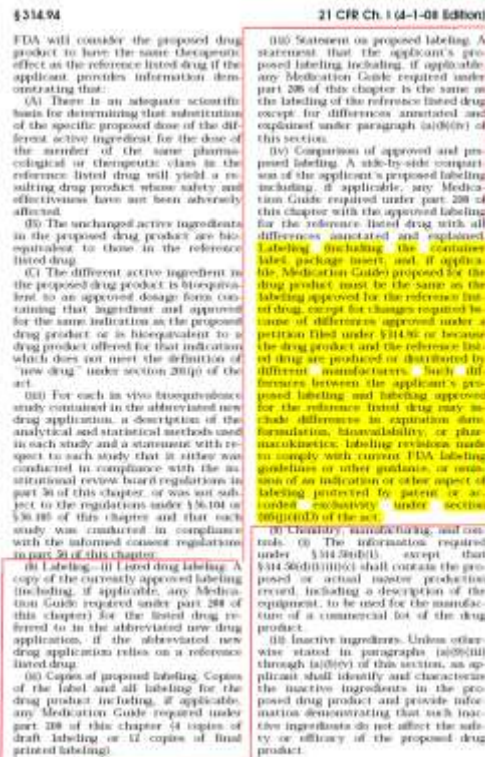 § 314.94
21 CFR Ch. I (4–1–08 Edition)
FDA will consider the proposed drug
product to have the same therapeutic
effect as the reference listed drug if the
applicant provides information dem-
onstrating that:
(A) There is an adequate scientific
basis for determining that substitution
of the specific proposed dose of the dif-
ferent active ingredient for the dose of
the member of the same pharma-
cological or therapeutic class in the
reference listed drug will yield a re-
sulting drug product whose safety and
effectiveness have not been adversely
affected.
(B) The unchanged active ingredients
in the proposed drug product are bio-
equivalent to those in the reference
listed drug.
(C) The different active ingredient in
the proposed drug product is bioequiva-
lent to an approved dosage form con-
taining that ingredient and approved
for the same indication as the proposed
drug product or is bioequivalent to a
drug product offered for that indication
which does not meet the definition of
"new drug" under section 201(p) of the
act.
(iii) For each in vivo bioequivalence
study contained in the abbreviated new
drug application, a description of the
analytical and statistical methods used
in each study and a statement with re-
spect to each study that it either was
conducted in compliance with the in-
stitutional review board regulations in
part 56 of this chapter, or was not sub-
ject to the regulations under § 56.104 or
§ 56.105 of this chapter and that each
study was conducted in compliance
with the informed consent regulations
in part 50 of this chapter.
(8) Labeling—(i) Listed drug labeling. A
copy of the currently approved labeling
(including, if applicable, any Medica-
tion Guide required under part 208 of
this chapter) for the listed drug re-
ferred to in the abbreviated new drug
application, if the abbreviated new
drug application relies on a reference
listed drug.
(ii) Copies of proposed labeling. Copies
of the label and all labeling for the
drug product including, if applicable,
any Medication Guide required under
part 208 of this chapter (4 copies of
draft labeling or 12 copies of final
printed labeling).
(iii) Statement on proposed labeling. A
statement that the applicant's pro-
posed labeling including, if applicable,
any Medication Guide required under
part 208 of this chapter is the same as
the labeling of the reference listed drug
except for differences annotated and
explained under paragraph (a)(8)(iv) of
this section.
(iv) Comparison of approved and pro-
posed labeling. A side-by-side compari-
son of the applicant's proposed labeling
including, if applicable, any Medica-
tion Guide required under part 208 of
this chapter with the approved labeling
for the reference listed drug with all
differences annotated and explained.
Labeling (including the container
label, package insert, and, if applica-
ble, Medication Guide) proposed for the
drug product must be the same as the
labeling approved for the reference list-
ed drug, except for changes required be-
cause of differences approved under a
petition filed under § 314.93 or because
the drug product and the reference list-
ed drug are produced or distributed by
different manufacturers. Such dif-
ferences between the applicant's pro-
posed labeling and labeling approved
for the reference listed drug may in-
clude differences in expiration date,
formulation, bioavailability, or phar-
macokinetics, labeling revisions made
to comply with current FDA labeling
guidelines or other guidance, or omis-
sion of an indication or other aspect of
labeling protected by patent or ac-
corded exclusivity under section
505(j)(4)(D) of the act.
(9) Chemistry, manufacturing, and con-
trols. (i) The information required
under § 314.50(d)(1), except that
§ 314.50(d)(1)(ii)(c) shall contain the pro-
posed or actual master production
record, including a description of the
equipment, to be used for the manufac-
ture of a commercial lot of the drug
product.
(ii) Inactive ingredients. Unless other-
wise stated in paragraphs (a)(9)(iii)
through (a)(9)(v) of this section, an ap-
plicant shall identify and characterize
the inactive ingredients in the pro-
posed drug product and provide infor-
mation demonstrating that such inac-
tive ingredients do not affect the safe-
ty or efficacy of the proposed drug
product.